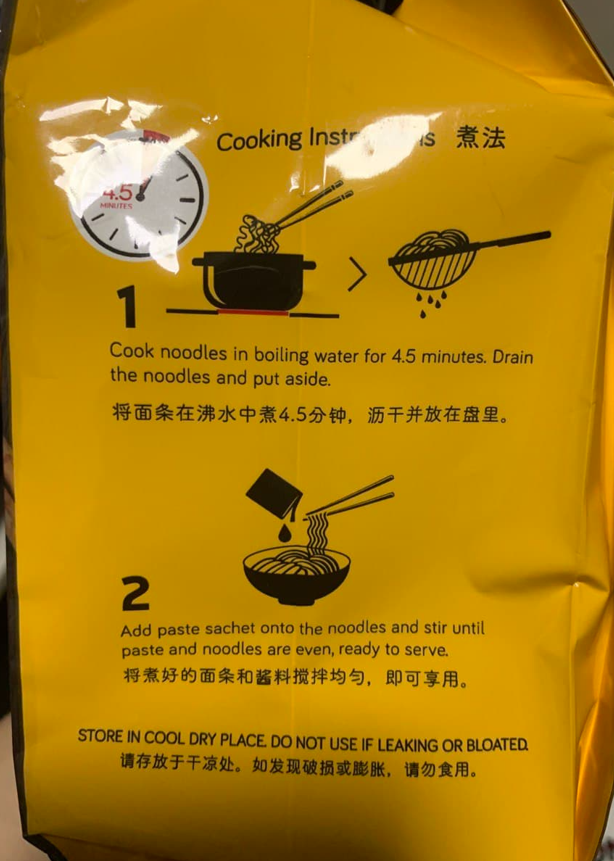 Cooking 煮法
4.5
MINUTES
1
Cook noodles in boiling water for 4.5 minutes. Drain
the noodles and put aside.
将面条在沸水中煮4.5分钟，沥干并放在盘里。
2
Add paste sachet onto the noodles and stir until
paste and noodles are even, ready to serve.
将煮好的面条和酱料搅拌均匀，即可享用。
STORE IN COOL DRY PLACE. DO NOT USE IF LEAKING OR BLOATED.
请存放于干凉处。如发现破损或膨胀，请勿食用。